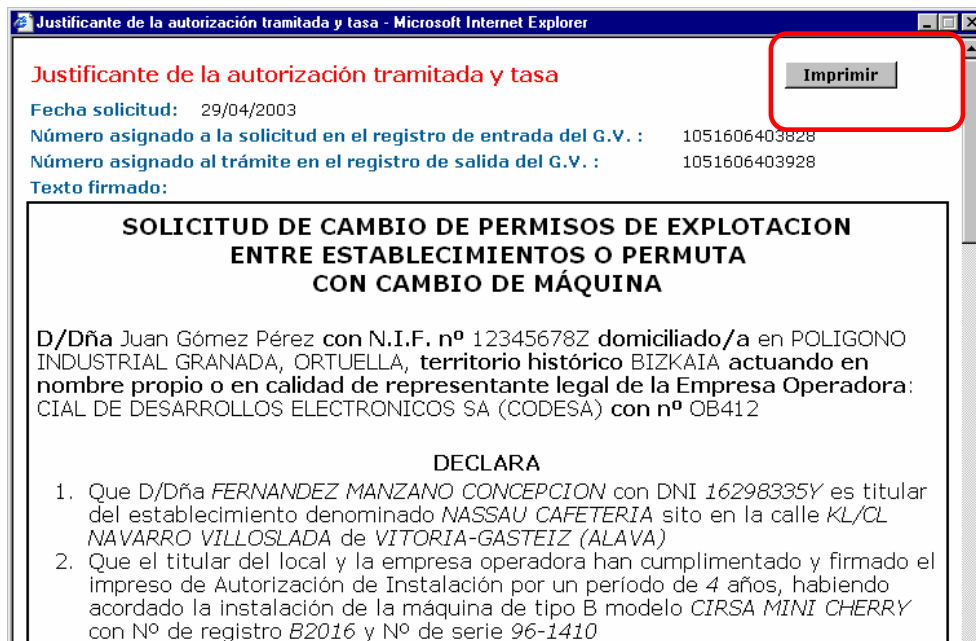 Justificante de la autorización tramitada y tasa - Microsoft Internet Explorer
Justificante de la autorización tramitada y tasa
Imprimir
Fecha solicitud: 29/04/2003
Número asignado a la solicitud en el registro de entrada del G.V. : 1051606403828
Número asignado al trámite en el registro de salida del G.V. : 1051606403928
Texto firmado:
SOLICITUD DE CAMBIO DE PERMISOS DE EXPLOTACION
ENTRE ESTABLECIMIENTOS O PERMUTA
CON CAMBIO DE MÁQUINA
D/Dña Juan Gómez Pérez con N.I.F. nº 12345678Z domiciliado/a en POLIGONO
INDUSTRIAL GRANADA, ORTUELLA, territorio histórico BIZKAIA actuando en
nombre propio o en calidad de representante legal de la Empresa Operadora:
CIAL DE DESARROLLOS ELECTRONICOS SA (CODESA) con nº OB412
DECLARA
1. Que D/Dña FERNANDEZ MANZANO CONCEPCION con DNI 16298335Y es titular
del establecimiento denominado NASSAU CAFETERIA sito en la calle KL/CL
NAVARRO VILLOSLADA de VITORIA-GASTEIZ (ALAVA)
2. Que el titular del local y la empresa operadora han cumplimentado y firmado el
impreso de Autorización de Instalación por un período de 4 años, habiendo
acordado la instalación de la máquina de tipo B modelo CIRSA MINI CHERRY
con Nº de registro B2016 y Nº de serie 96-1410